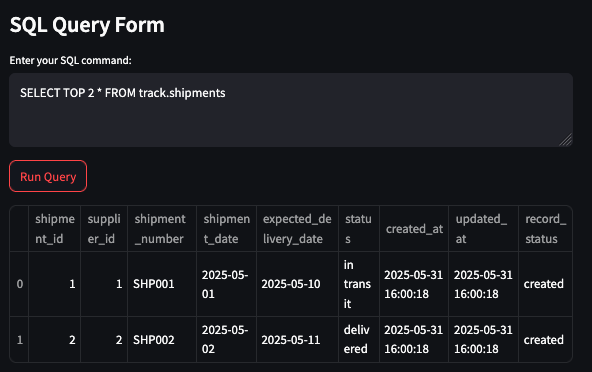 SQL Query Form
Enter your SQL command:
SELECT TOP 2 * FROM track.shipments
Run Query
shipment_id supplier_id shipment_number shipment_date expected_delivery_date status created_at updated_at record_status
0 1 1 SHP001 2025-05-01 2025-05-10 in transit 2025-05-31 16:00:18 2025-05-31 16:00:18 created
1 2 2 SHP002 2025-05-02 2025-05-11 delivered 2025-05-31 16:00:18 2025-05-31 16:00:18 created